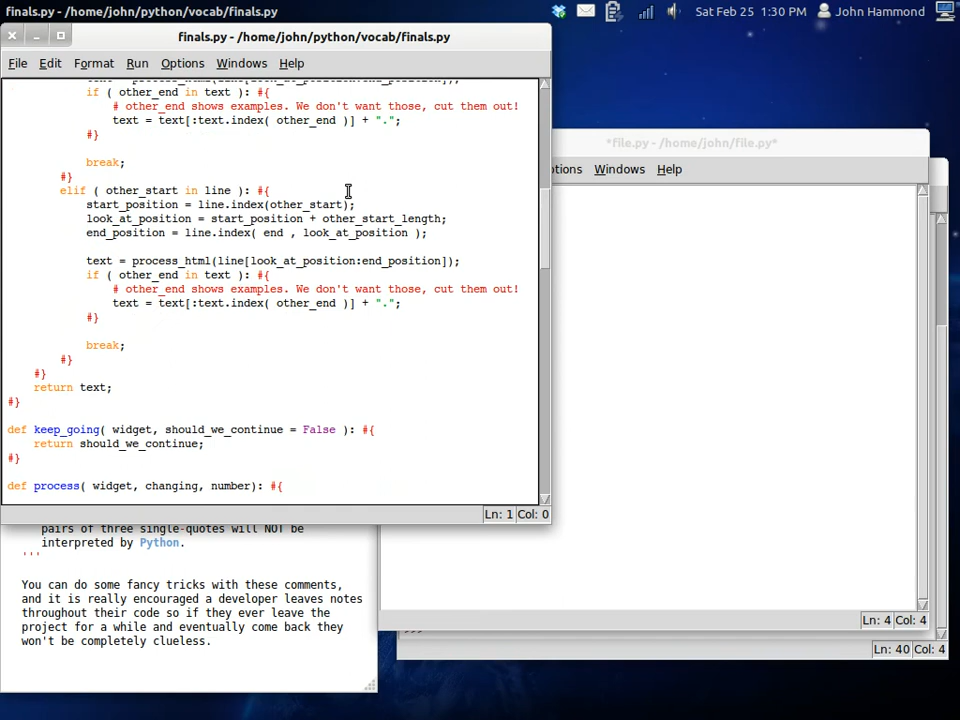 finals.py - /home/john/python/vocab/finals.py
Sat Feb 25 1:30 PM
John Hammond
finals.py - /home/john/python/vocab/finals.py
File Edit Format Run Options Windows Help
if ( other_end in text ): #{
# other_end shows examples. We don't want those, cut them out!
text = text[:text.index( other_end )] + ".";
#}
break;
#}
elif ( other_start in line ): #{
start_position = line.index(other_start);
look_at_position = start_position + other_start_length;
end_position = line.index( end , look_at_position );
text = process_html(line[look_at_position:end_position]);
if ( other_end in text ): #{
# other_end shows examples. We don't want those, cut them out!
text = text[:text.index( other_end )] + ".";
#}
break;
#}
#}
return text;
#}
def keep_going( widget, should_we_continue = False ): #{
return should_we_continue;
#}
def process( widget, changing, number): #{
Ln: 1 Col: 0
*file.py - /home/john/file.py*
ptions Windows Help
Ln: 4 Col: 4
Ln: 40 Col: 4
pairs of three single-quotes will NOT be
interpreted by Python.
'''
You can do some fancy tricks with these comments,
and it is really encouraged a developer leaves notes
throughout their code so if they ever leave the
project for a while and eventually come back they
won't be completely clueless.